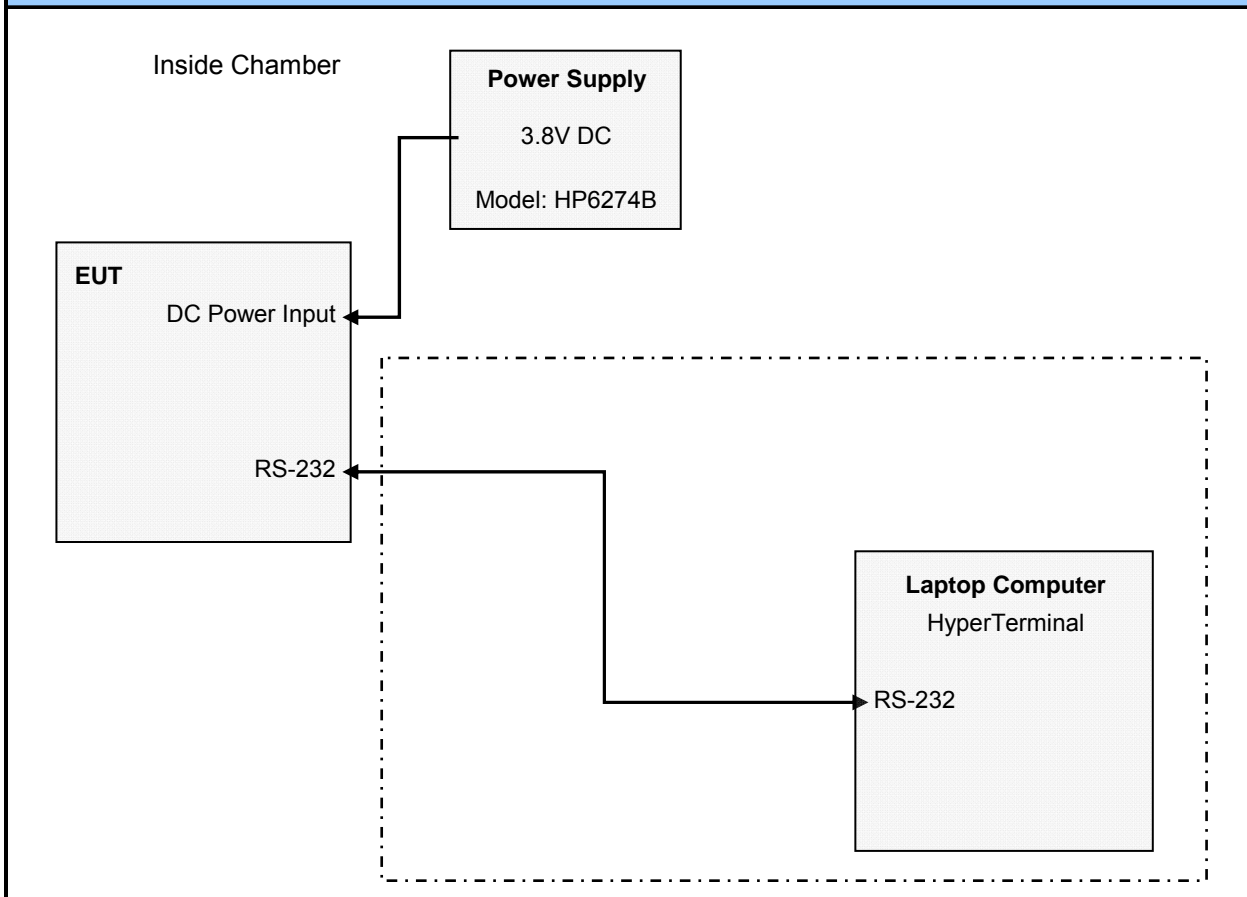 Inside Chamber
Power Supply
3.8V DC
Model: HP6274B
EUT
DC Power Input
RS-232
Laptop Computer
HyperTerminal
RS-232